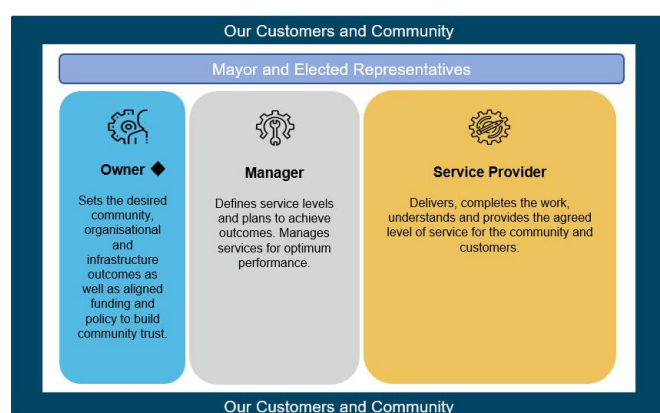 Our Customers and Community
Mayor and Elected Representatives
Owner ◆
Sets the desired
community,
organisational
and
infrastructure
outcomes as
well as aligned
funding and
policy to build
community trust.
Manager
Defines service levels
and plans to achieve
outcomes. Manages
services for optimum
performance.
Service Provider
Delivers, completes the work,
understands and provides the agreed
level of service for the community and
customers.
Our Customers and Community